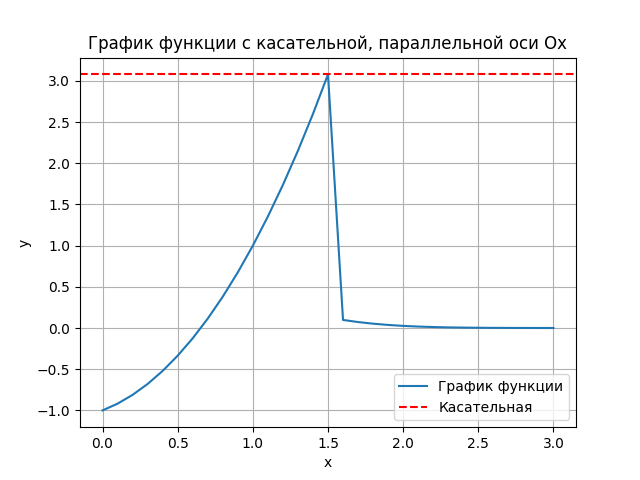 График функции с касательной, параллельной оси Ox
3.0
2.5
2.0
1.5
1.0
0.5
0.0
−0.5
−1.0
y
0.0 0.5 1.0 1.5 2.0 2.5 3.0
x
График функции
Касательная